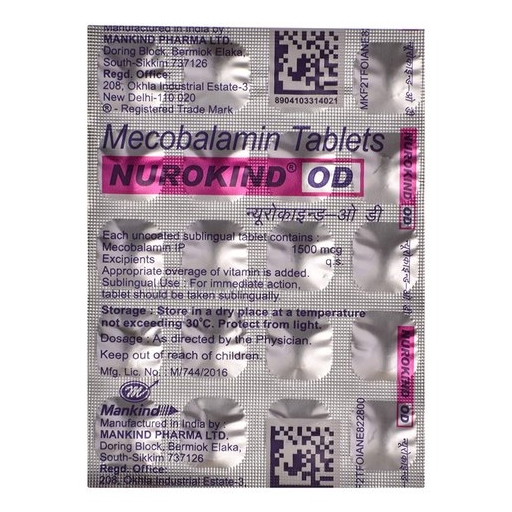 Manufactured in India by
MANKIND PHARMA LTD.
Doring Block, Bermiok Elaka,
South-Sikkim 737126
Regd. Office:
208, Okhla Industrial Estate-3,
New Delhi-110 020
® - Registered Trade Mark
8904103314021
MKF2TFOIANE8
Mecobalamin Tablets
NUROKIND® OD
न्यूरोकाइन्ड-ओ डी
Each uncoated sublingual tablet contains :
Mecobalamin IP 1500 mcg
Excipients q.s
Appropriate overage of vitamin is added.
Sublingual Use : For immediate action,
tablet should be taken sublingually.
Storage : Store in a dry place at a temperature
not exceeding 30°C. Protect from light.
Dosage : As directed by the Physician.
Keep out of reach of children.
Mfg. Lic. No. : M/744/2016
Mankind
Manufactured in India by
MANKIND PHARMA LTD.
Doring Block, Bermiok Elaka,
South-Sikkim 737126
Regd. Office:
208, Okhla Industrial Estate-3,
F2TFOIANE822800
NUROKIND OD
NUROKIND OD